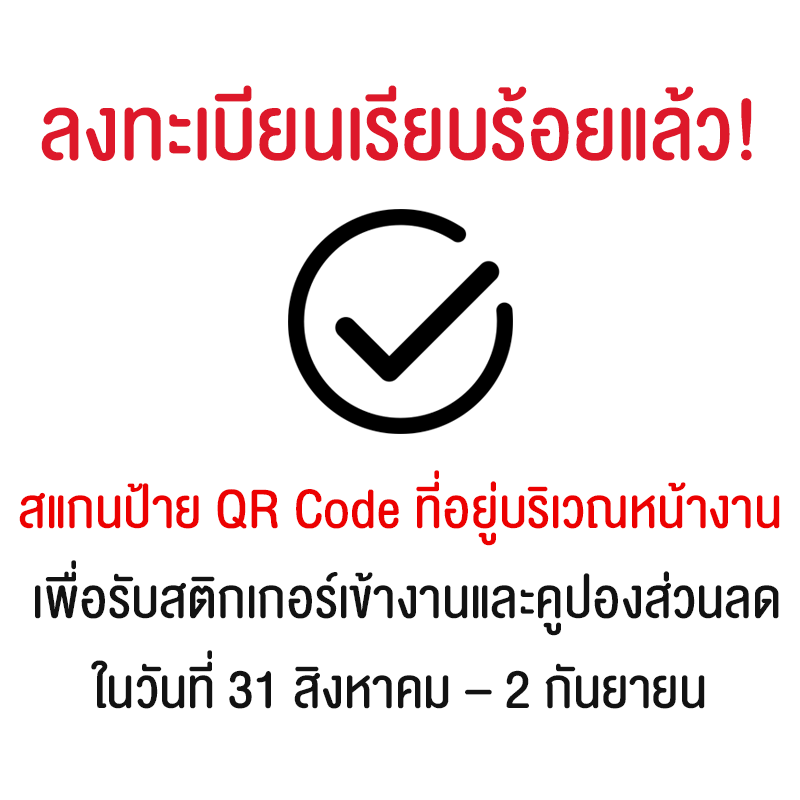 ลงทะเบียนเรียบร้อยแล้ว!
สแกนป้าย QR Code ที่อยู่บริเวณหน้างาน
เพื่อรับสติกเกอร์เข้างานและคูปองส่วนลด
ในวันที่ 31 สิงหาคม – 2 กันยายน